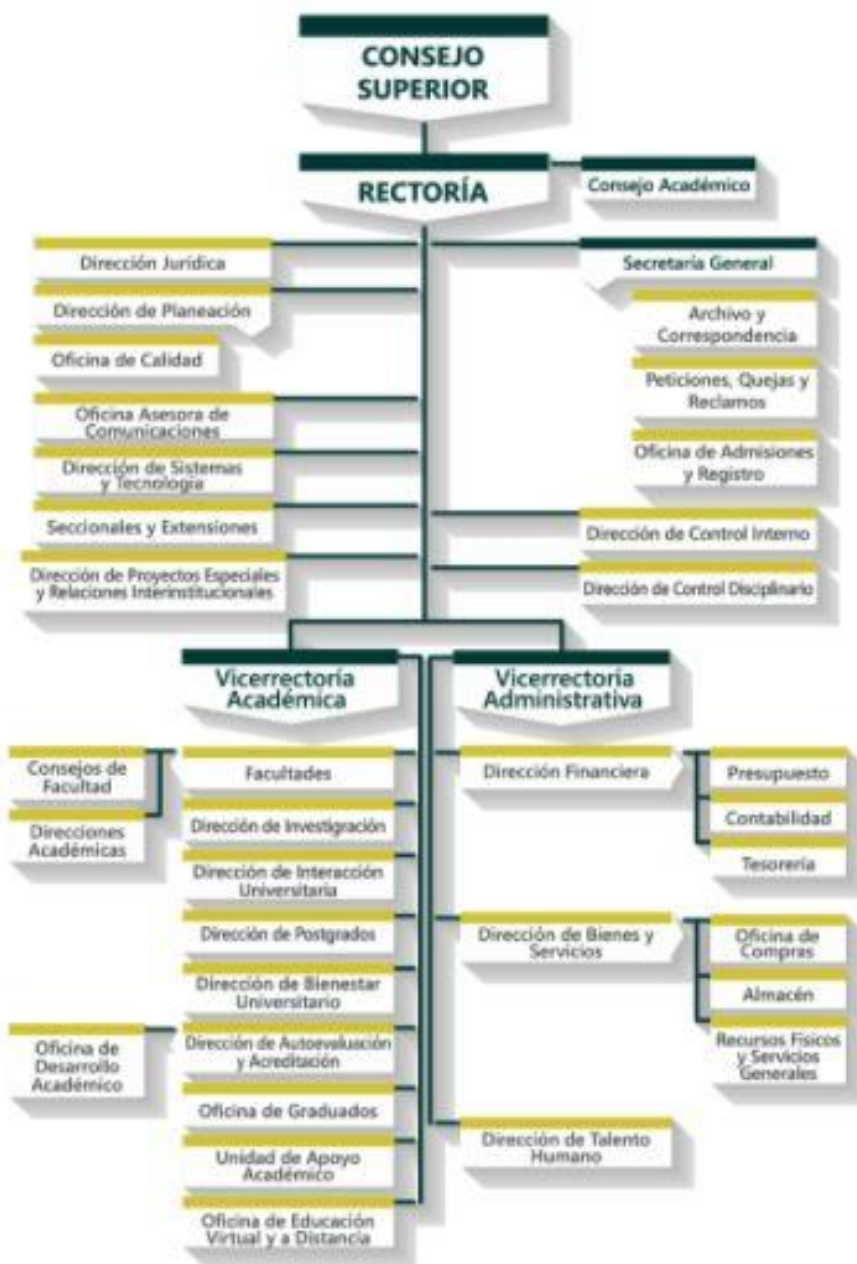 CONSEJO
SUPERIOR
RECTORÍA
Consejo Académico
Dirección Jurídica
Dirección de Planeación
Oficina de Calidad
Oficina Asesora de
Comunicaciones
Dirección de Sistemas
y Tecnología
Seccionales y Extensiones
Dirección de Proyectos Especiales
y Relaciones Interinstitucionales
Secretaría General
Archivo y
Correspondencia
Peticiones, Quejas y
Reclamos
Oficina de Admisiones
y Registro
Dirección de Control Interno
Dirección de Control Disciplinario
Vicerrectoría
Académica
Consejos de
Facultad
Direcciones
Académicas
Oficina de
Desarrollo
Académico
Facultades
Dirección de Investigración
Dirección de Interacción
Universitaria
Dirección de Postgrados
Dirección de Bienestar
Universitario
Dirección de Autoevaluación
y Acreditación
Oficina de Graduados
Unidad de Apoyo
Académico
Oficina de Educación
Virtual y a Distancia
Vicerrectoría
Administrativa
Dirección Financiera
Presupuesto
Contabilidad
Tesorería
Dirección de Bienes y
Servicios
Oficina de
Compras
Almacén
Recursos Físicos
y Servicios
Generales
Dirección de Talento
Humano